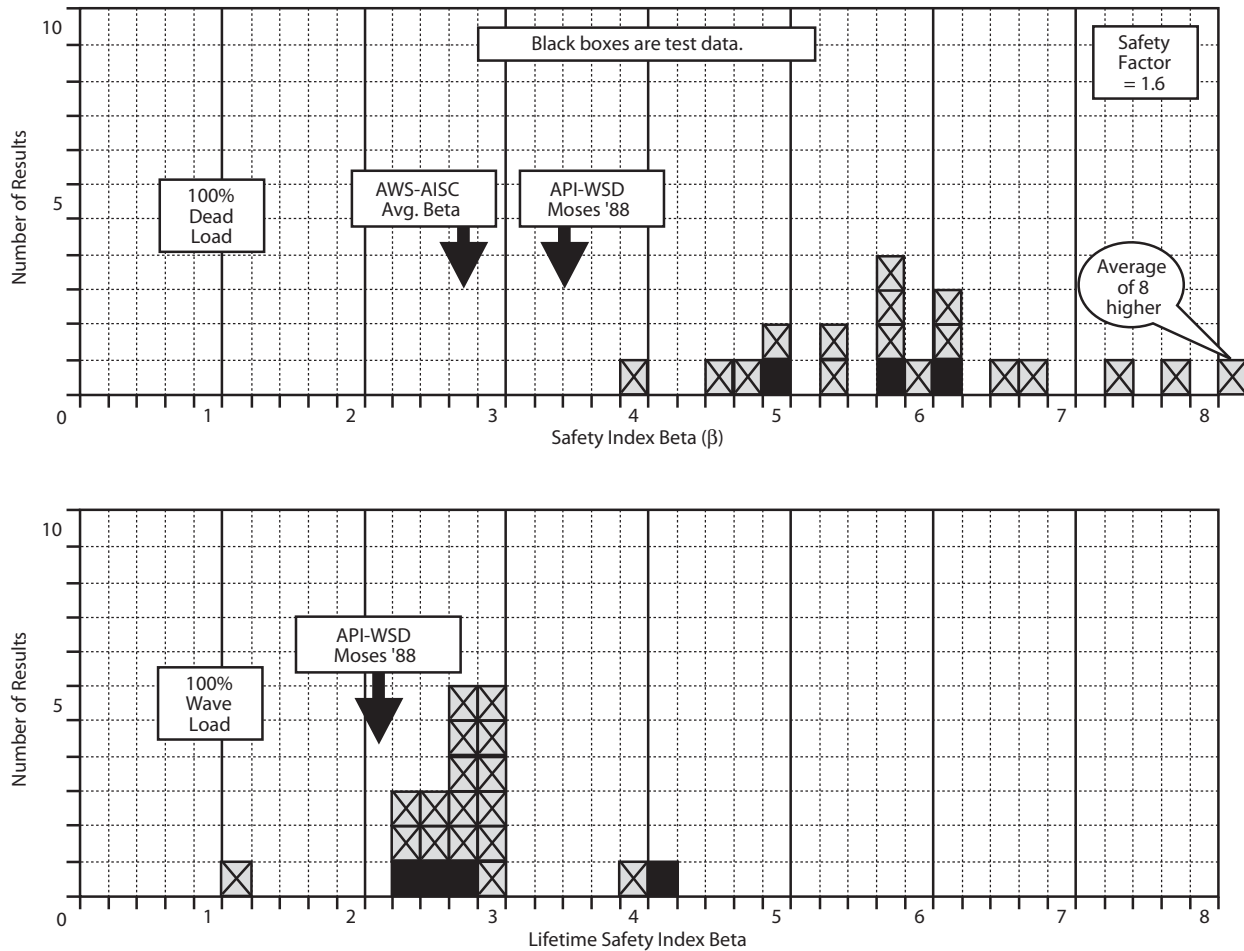 10
Black boxes are test data.
Safety
Factor
= 1.6
Number of Results
5
100%
Dead
Load
AWS-AISC
Avg. Beta
API-WSD
Moses '88
Average
of 8
higher
0
1
2
3
4
5
6
7
8
Safety Index Beta (β)
10
Number of Results
5
100%
Wave
Load
API-WSD
Moses '88
0
1
2
3
4
5
6
7
8
Lifetime Safety Index Beta